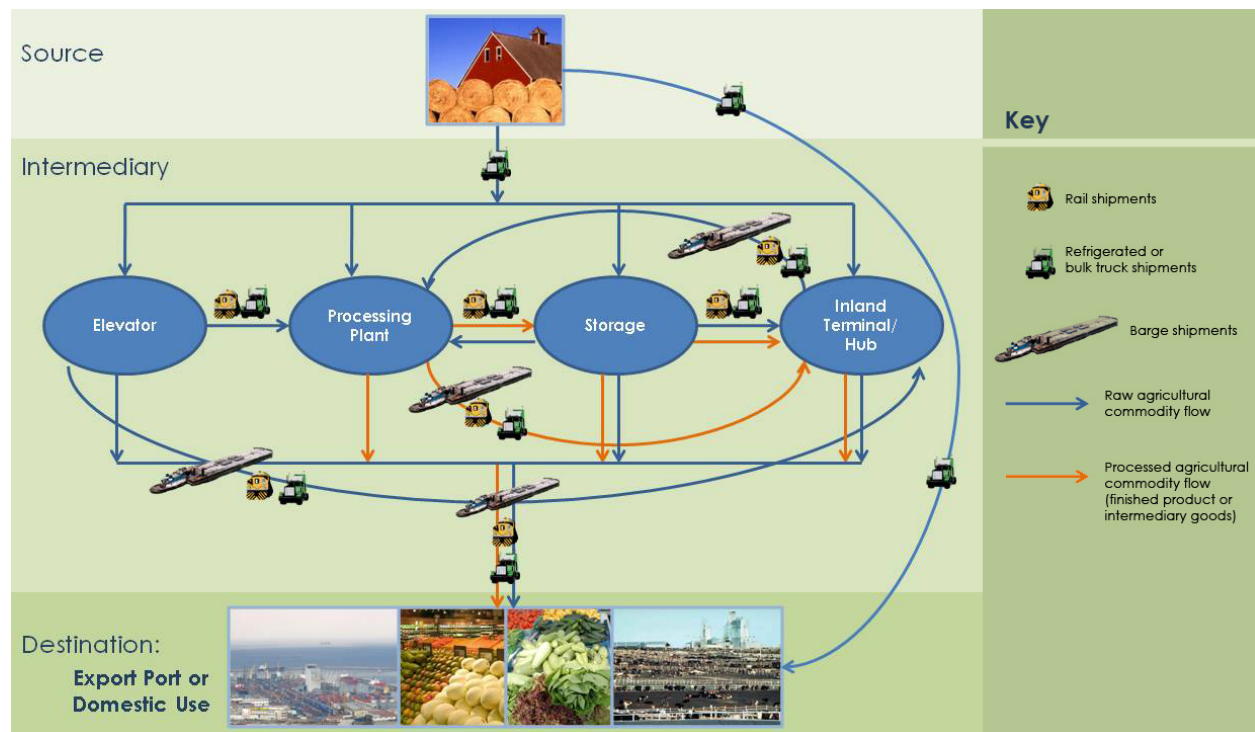 Source
Key
Intermediary
Rail shipments
Refrigerated or
bulk truck shipments
Elevator
Processing
Plant
Storage
Inland
Terminal/
Hub
Barge shipments
Raw agricultural
commodity flow
Processed agricultural
commodity flow
(finished product or
intermediary goods)
Destination:
Export Port or
Domestic Use